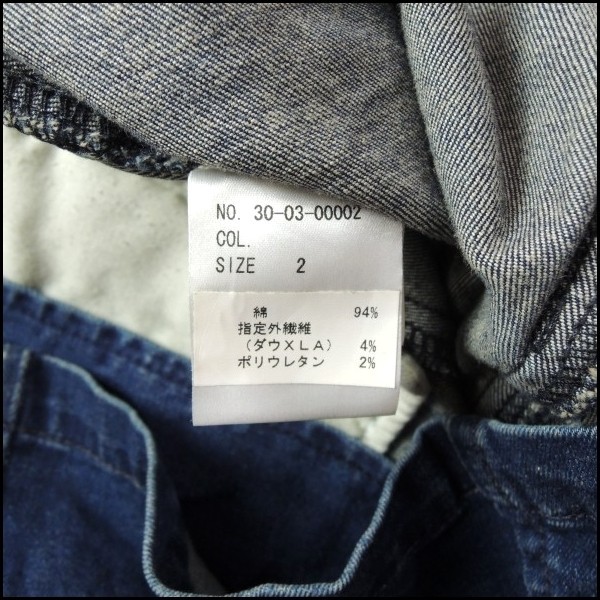 NO. 30-03-00002
COL.
SIZE 2
綿 94%
指定外繊維
(ダウXLA) 4%
ポリウレタン 2%